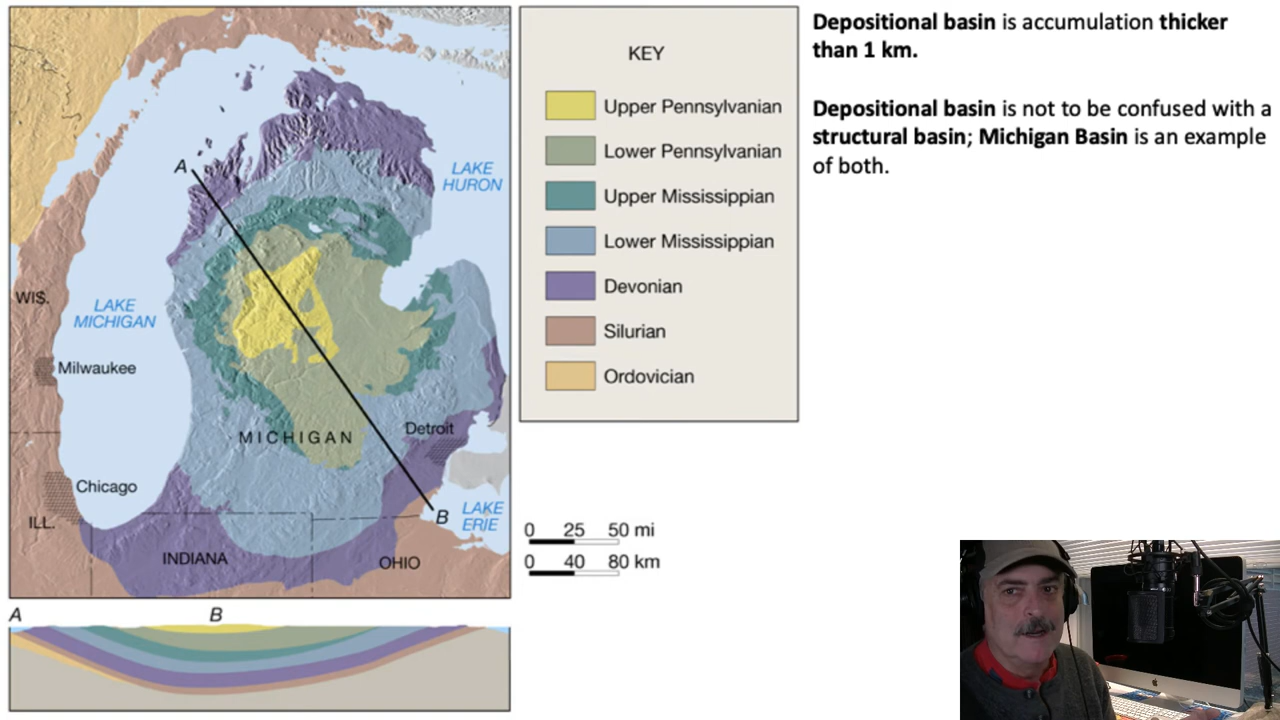 Depositional basin is accumulation thicker
than 1 km.
Depositional basin is not to be confused with a
structural basin; Michigan Basin is an example
of both.
KEY
Upper Pennsylvanian
Lower Pennsylvanian
Upper Mississippian
Lower Mississippian
Devonian
Silurian
Ordovician
A
LAKE
HURON
WIS.
LAKE
MICHIGAN
Milwaukee
MICHIGAN
Detroit
Chicago
B
LAKE
ERIE
ILL.
INDIANA
OHIO
0 25 50 mi
0 40 80 km
A B